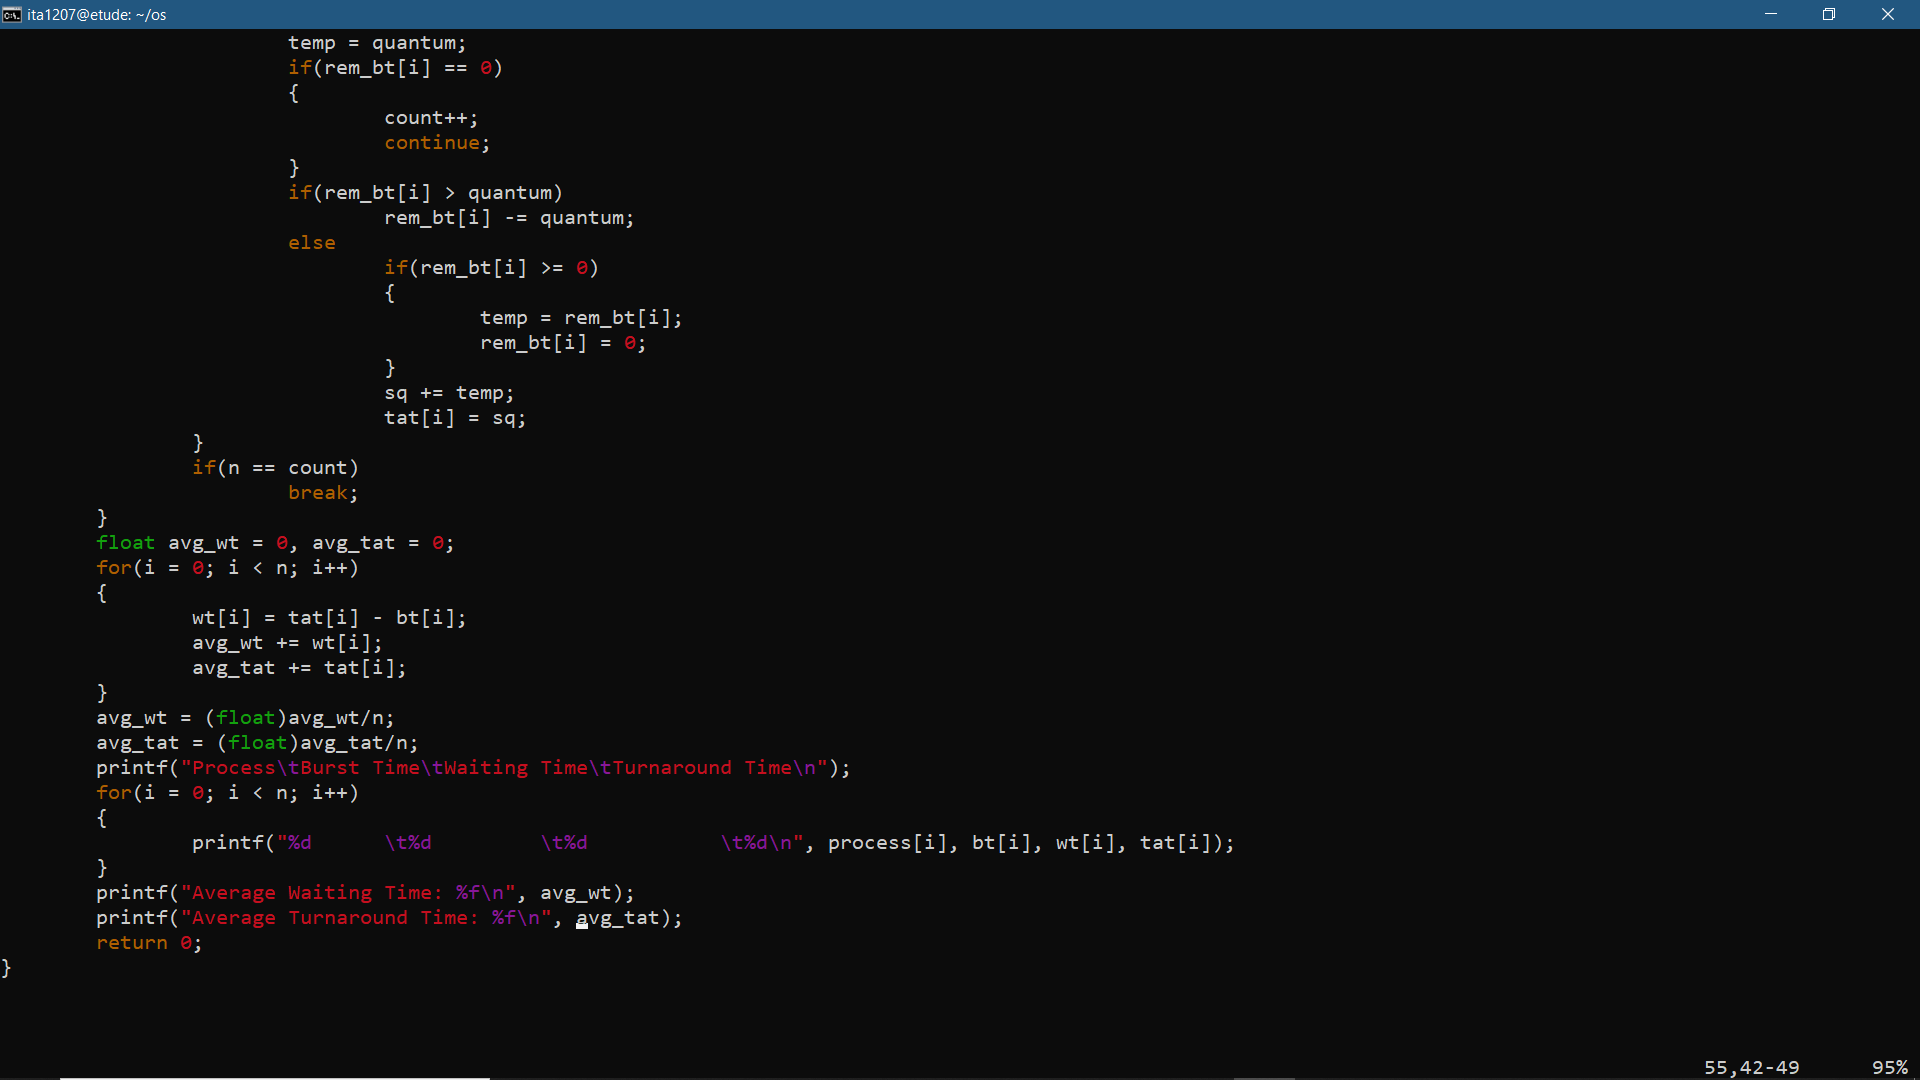 ita1207@etude: ~/os
temp = quantum;
if(rem_bt[i] == 0)
{
count++;
continue;
}
if(rem_bt[i] > quantum)
rem_bt[i] -= quantum;
else
if(rem_bt[i] >= 0)
{
temp = rem_bt[i];
rem_bt[i] = 0;
}
sq += temp;
tat[i] = sq;
}
if(n == count)
break;
}
float avg_wt = 0, avg_tat = 0;
for(i = 0; i < n; i++)
{
wt[i] = tat[i] - bt[i];
avg_wt += wt[i];
avg_tat += tat[i];
}
avg_wt = (float)avg_wt/n;
avg_tat = (float)avg_tat/n;
printf("Process\tBurst Time\tWaiting Time\tTurnaround Time\n");
for(i = 0; i < n; i++)
{
printf("%d      \t%d         \t%d           \t%d\n", process[i], bt[i], wt[i], tat[i]);
}
printf("Average Waiting Time: %f\n", avg_wt);
printf("Average Turnaround Time: %f\n", avg_tat);
return 0;
}
55,42-49 95%